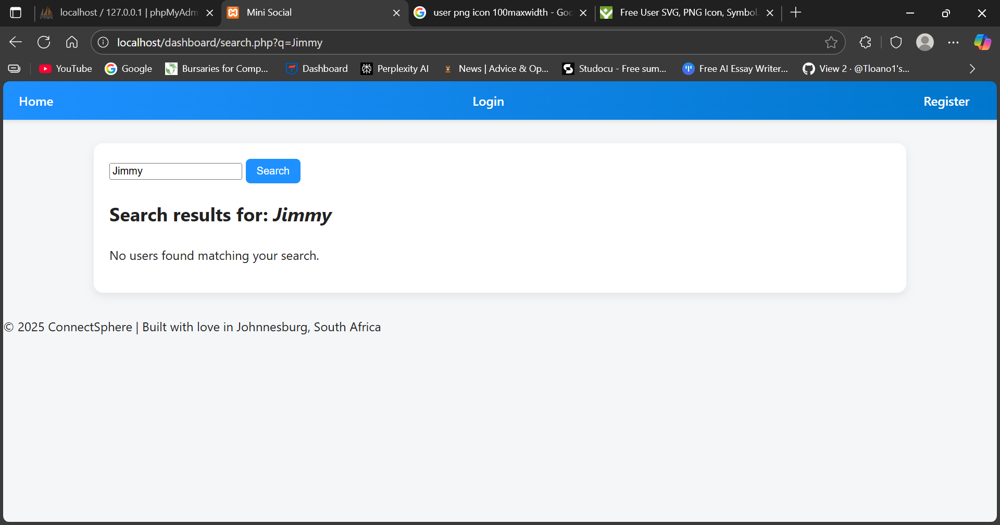 localhost / 127.0.0.1 | phpMyAdm
Mini Social
user png icon 100maxwidth - Goo
Free User SVG, PNG Icon, Symbol.
localhost/dashboard/search.php?q=Jimmy
YouTube
Google
Bursaries for Comp...
Dashboard
Perplexity AI
News | Advice & Op...
Studocu - Free sum...
Free AI Essay Writer...
View 2 · @Tloano1's...
Home
Login
Register
Jimmy
Search
Search results for: Jimmy
No users found matching your search.
© 2025 ConnectSphere | Built with love in Johnnesburg, South Africa